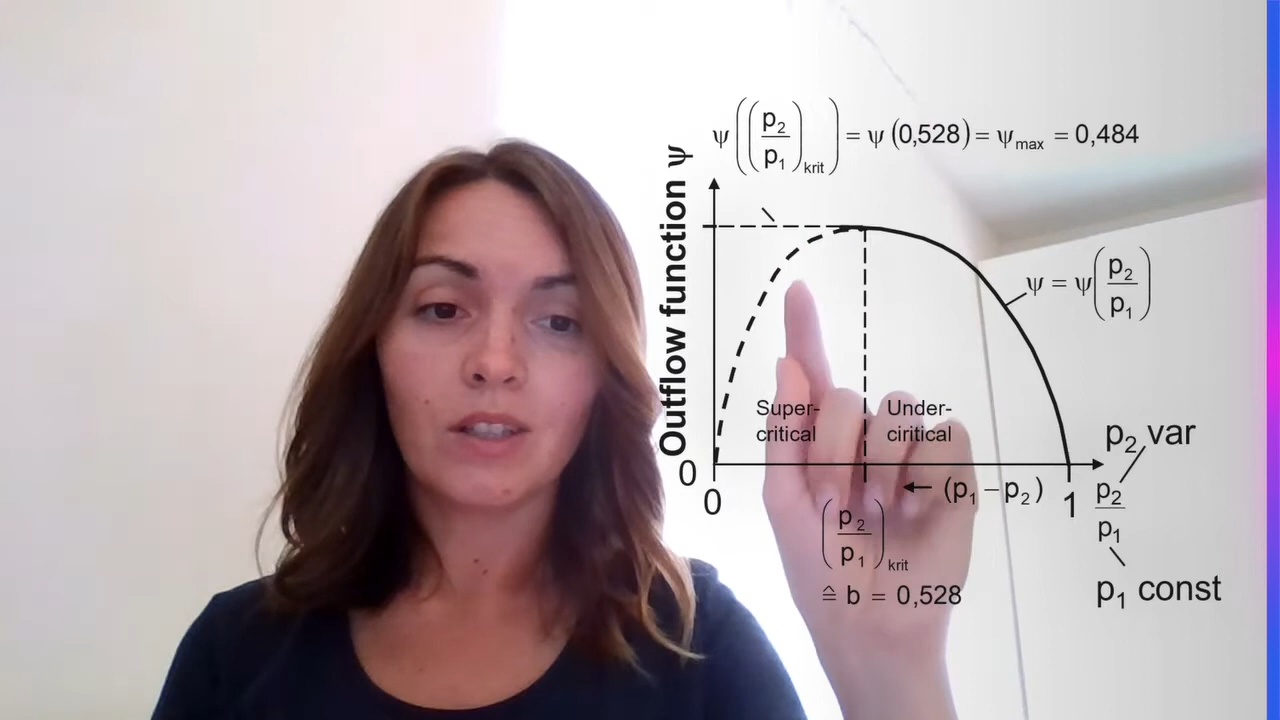 ψ((p₂/p₁)krit) = ψ (0,528) = ψmax = 0,484
Outflow function ψ
ψ = ψ(p₂/p₁)
Super-
critical
Under-
ciritical
p₂ var
0
0
← (p₁ – p₂)
1
p₂/p₁
(p₂/p₁)krit
≙ b = 0,528
p₁ const